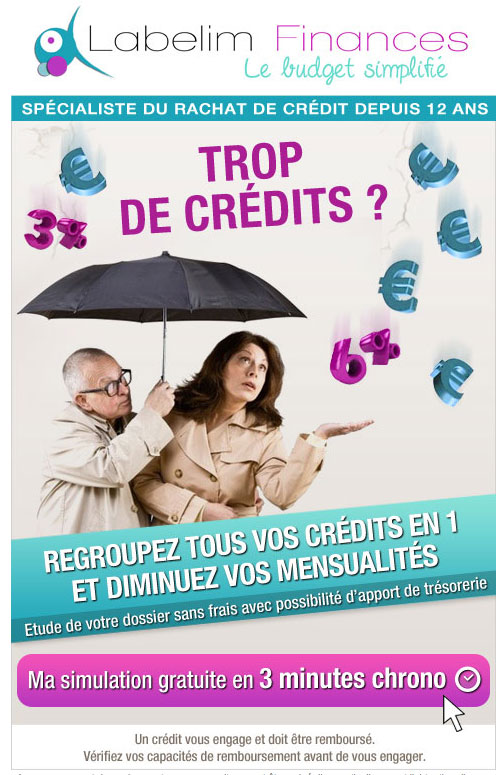 Labelim Finances
Le budget simplifié
SPÉCIALISTE DU RACHAT DE CRÉDIT DEPUIS 12 ANS
TROP
DE CRÉDITS ?
€
€
3%
€
€
6%
€
REGROUPEZ TOUS VOS CRÉDITS EN 1
ET DIMINUEZ VOS MENSUALITÉS
Etude de votre dossier sans frais avec possibilité d'apport de trésorerie
Ma simulation gratuite en 3 minutes chrono
Un crédit vous engage et doit être remboursé.
Vérifiez vos capacités de remboursement avant de vous engager.